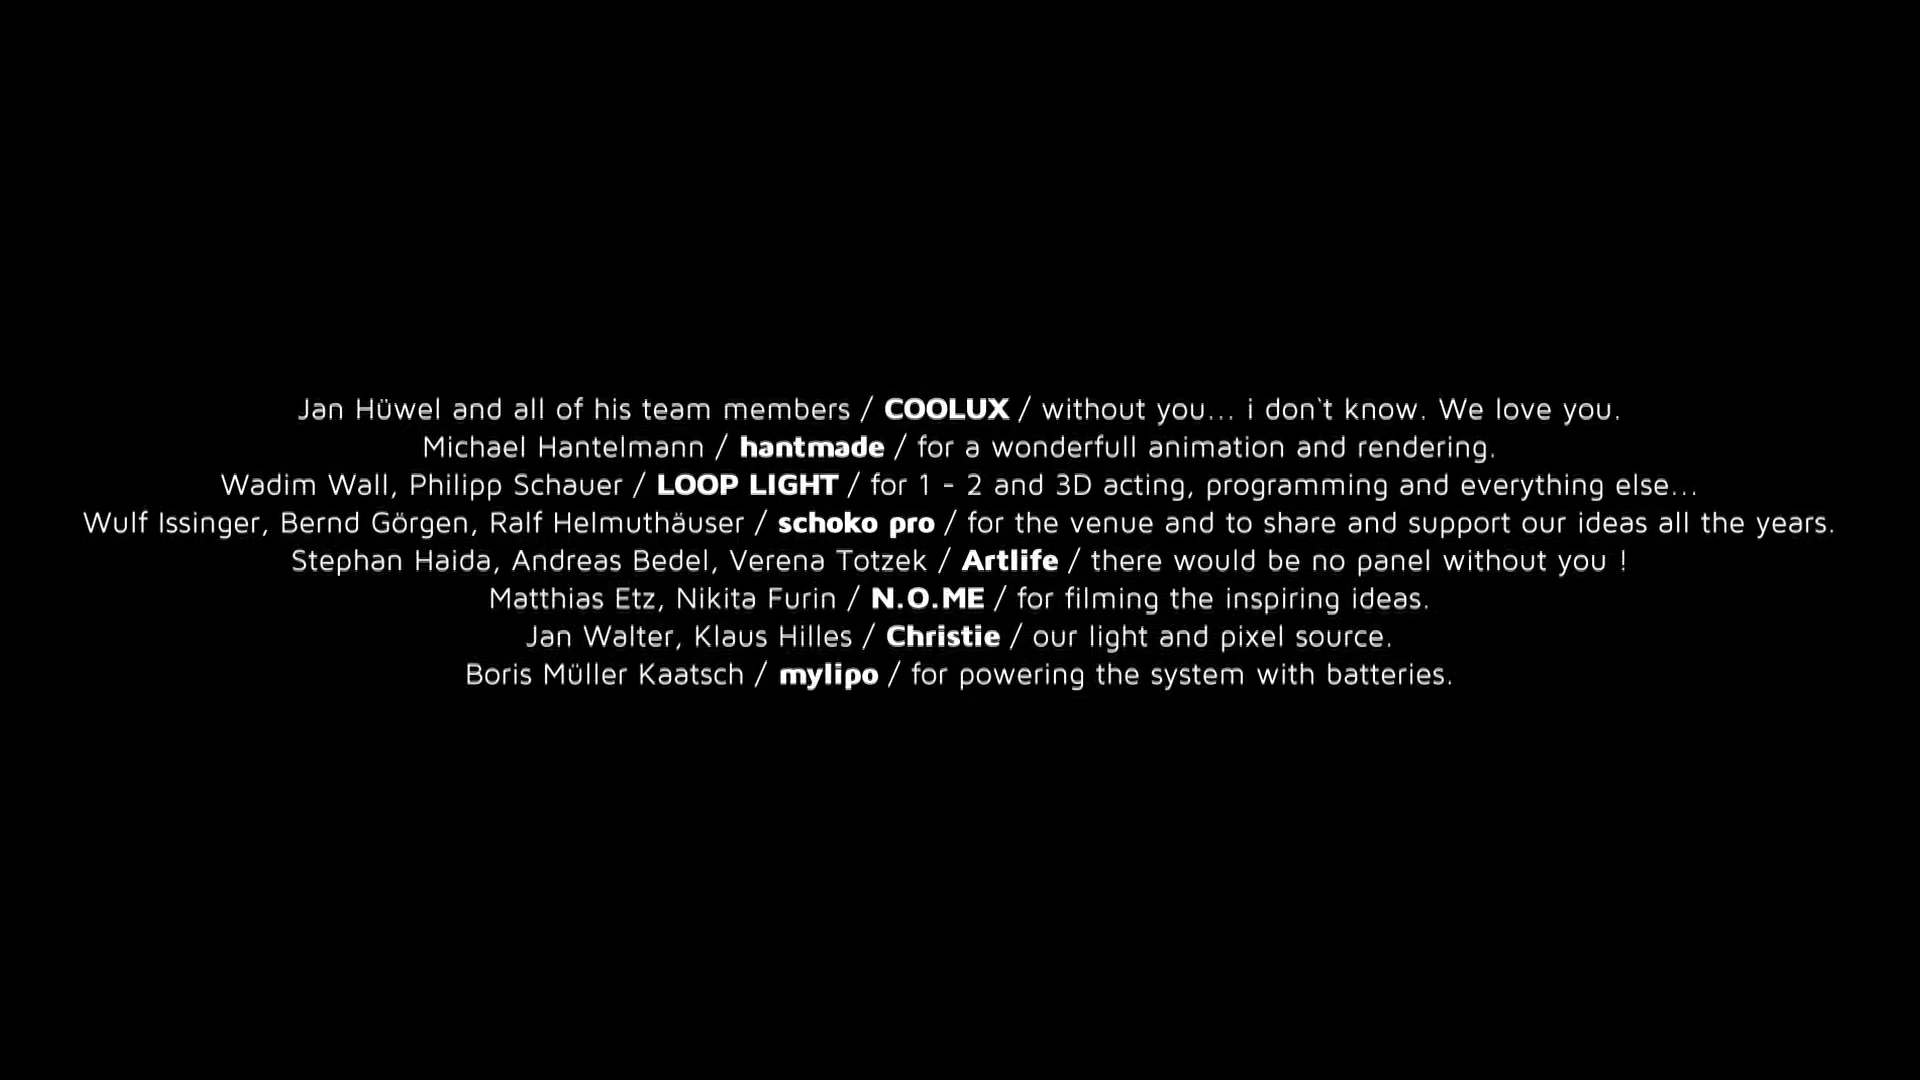 Jan Hüwel and all of his team members / COOLUX / without you... i don`t know. We love you.
Michael Hantelmann / hantmade / for a wonderfull animation and rendering.
Wadim Wall, Philipp Schauer / LOOP LIGHT / for 1 - 2 and 3D acting, programming and everything else...
Wulf Issinger, Bernd Görgen, Ralf Helmuthäuser / schoko pro / for the venue and to share and support our ideas all the years.
Stephan Haida, Andreas Bedel, Verena Totzek / Artlife / there would be no panel without you !
Matthias Etz, Nikita Furin / N.O.ME / for filming the inspiring ideas.
Jan Walter, Klaus Hilles / Christie / our light and pixel source.
Boris Müller Kaatsch / mylipo / for powering the system with batteries.